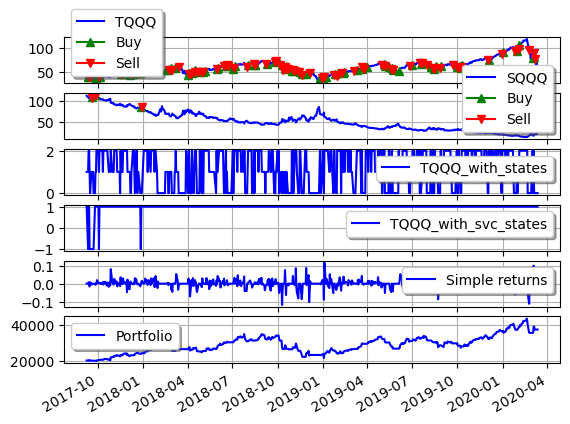 TQQQ
Buy
Sell
100
50
SQQQ
Buy
Sell
100
50
2
0
TQQQ_with_states
1
0
−1
TQQQ_with_svc_states
0.1
0.0
−0.1
Simple returns
40000
20000
Portfolio
2017-10
2018-01
2018-04
2018-07
2018-10
2019-01
2019-04
2019-07
2019-10
2020-01
2020-04